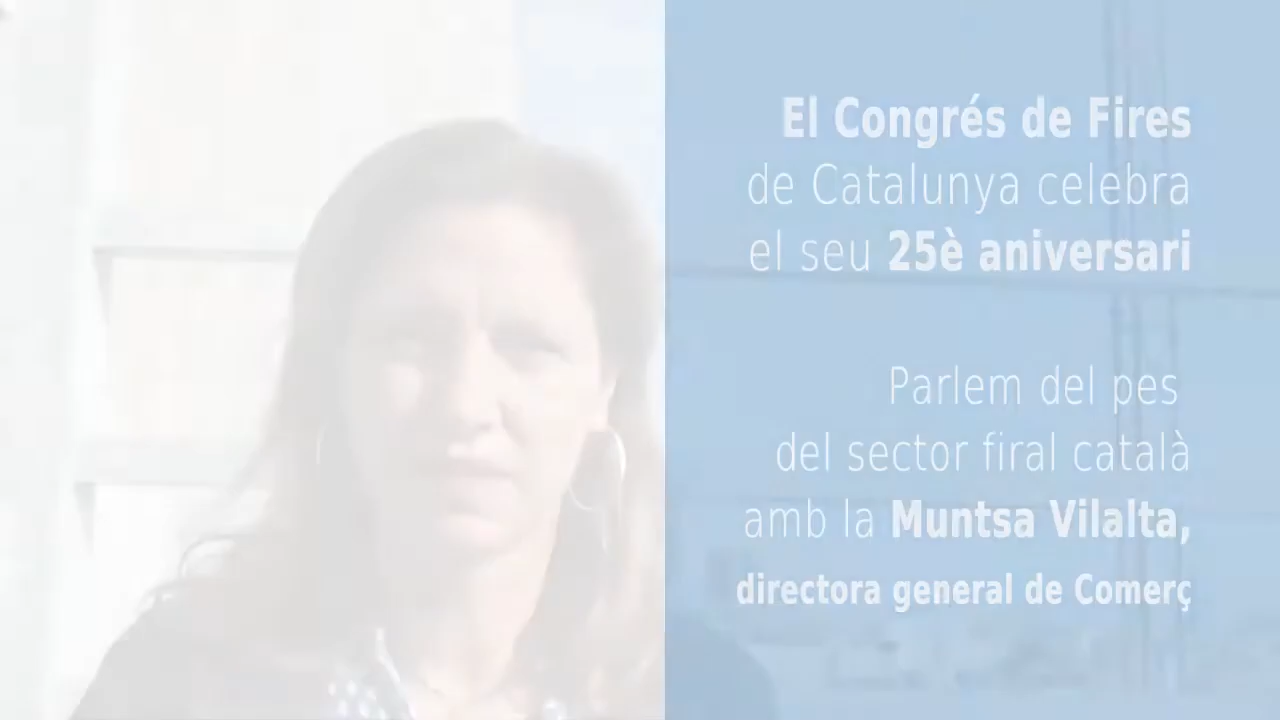 El Congrés de Fires
de Catalunya celebra
el seu 25è aniversari
Parlem del pes
del sector firal català
amb la Muntsa Vilalta,
directora general de Comerç